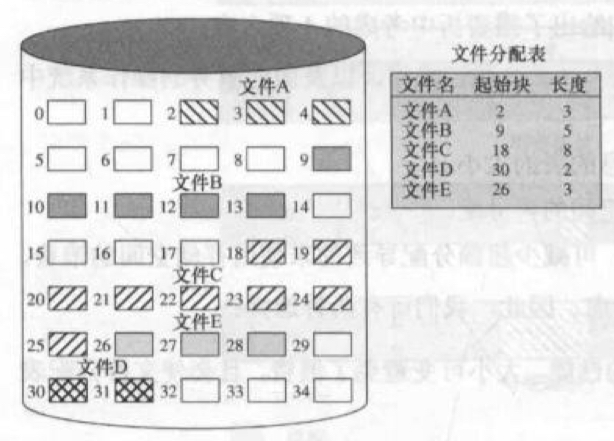 文件分配表
文件名 起始块 长度
文件A 2 3
文件B 9 5
文件C 18 8
文件D 30 2
文件E 26 3
文件A
0 1 2 3 4
5 6 7 8 9
文件B
10 11 12 13 14
15 16 17 18 19
文件C
20 21 22 23 24
文件E
25 26 27 28 29
文件D
30 31 32 33 34